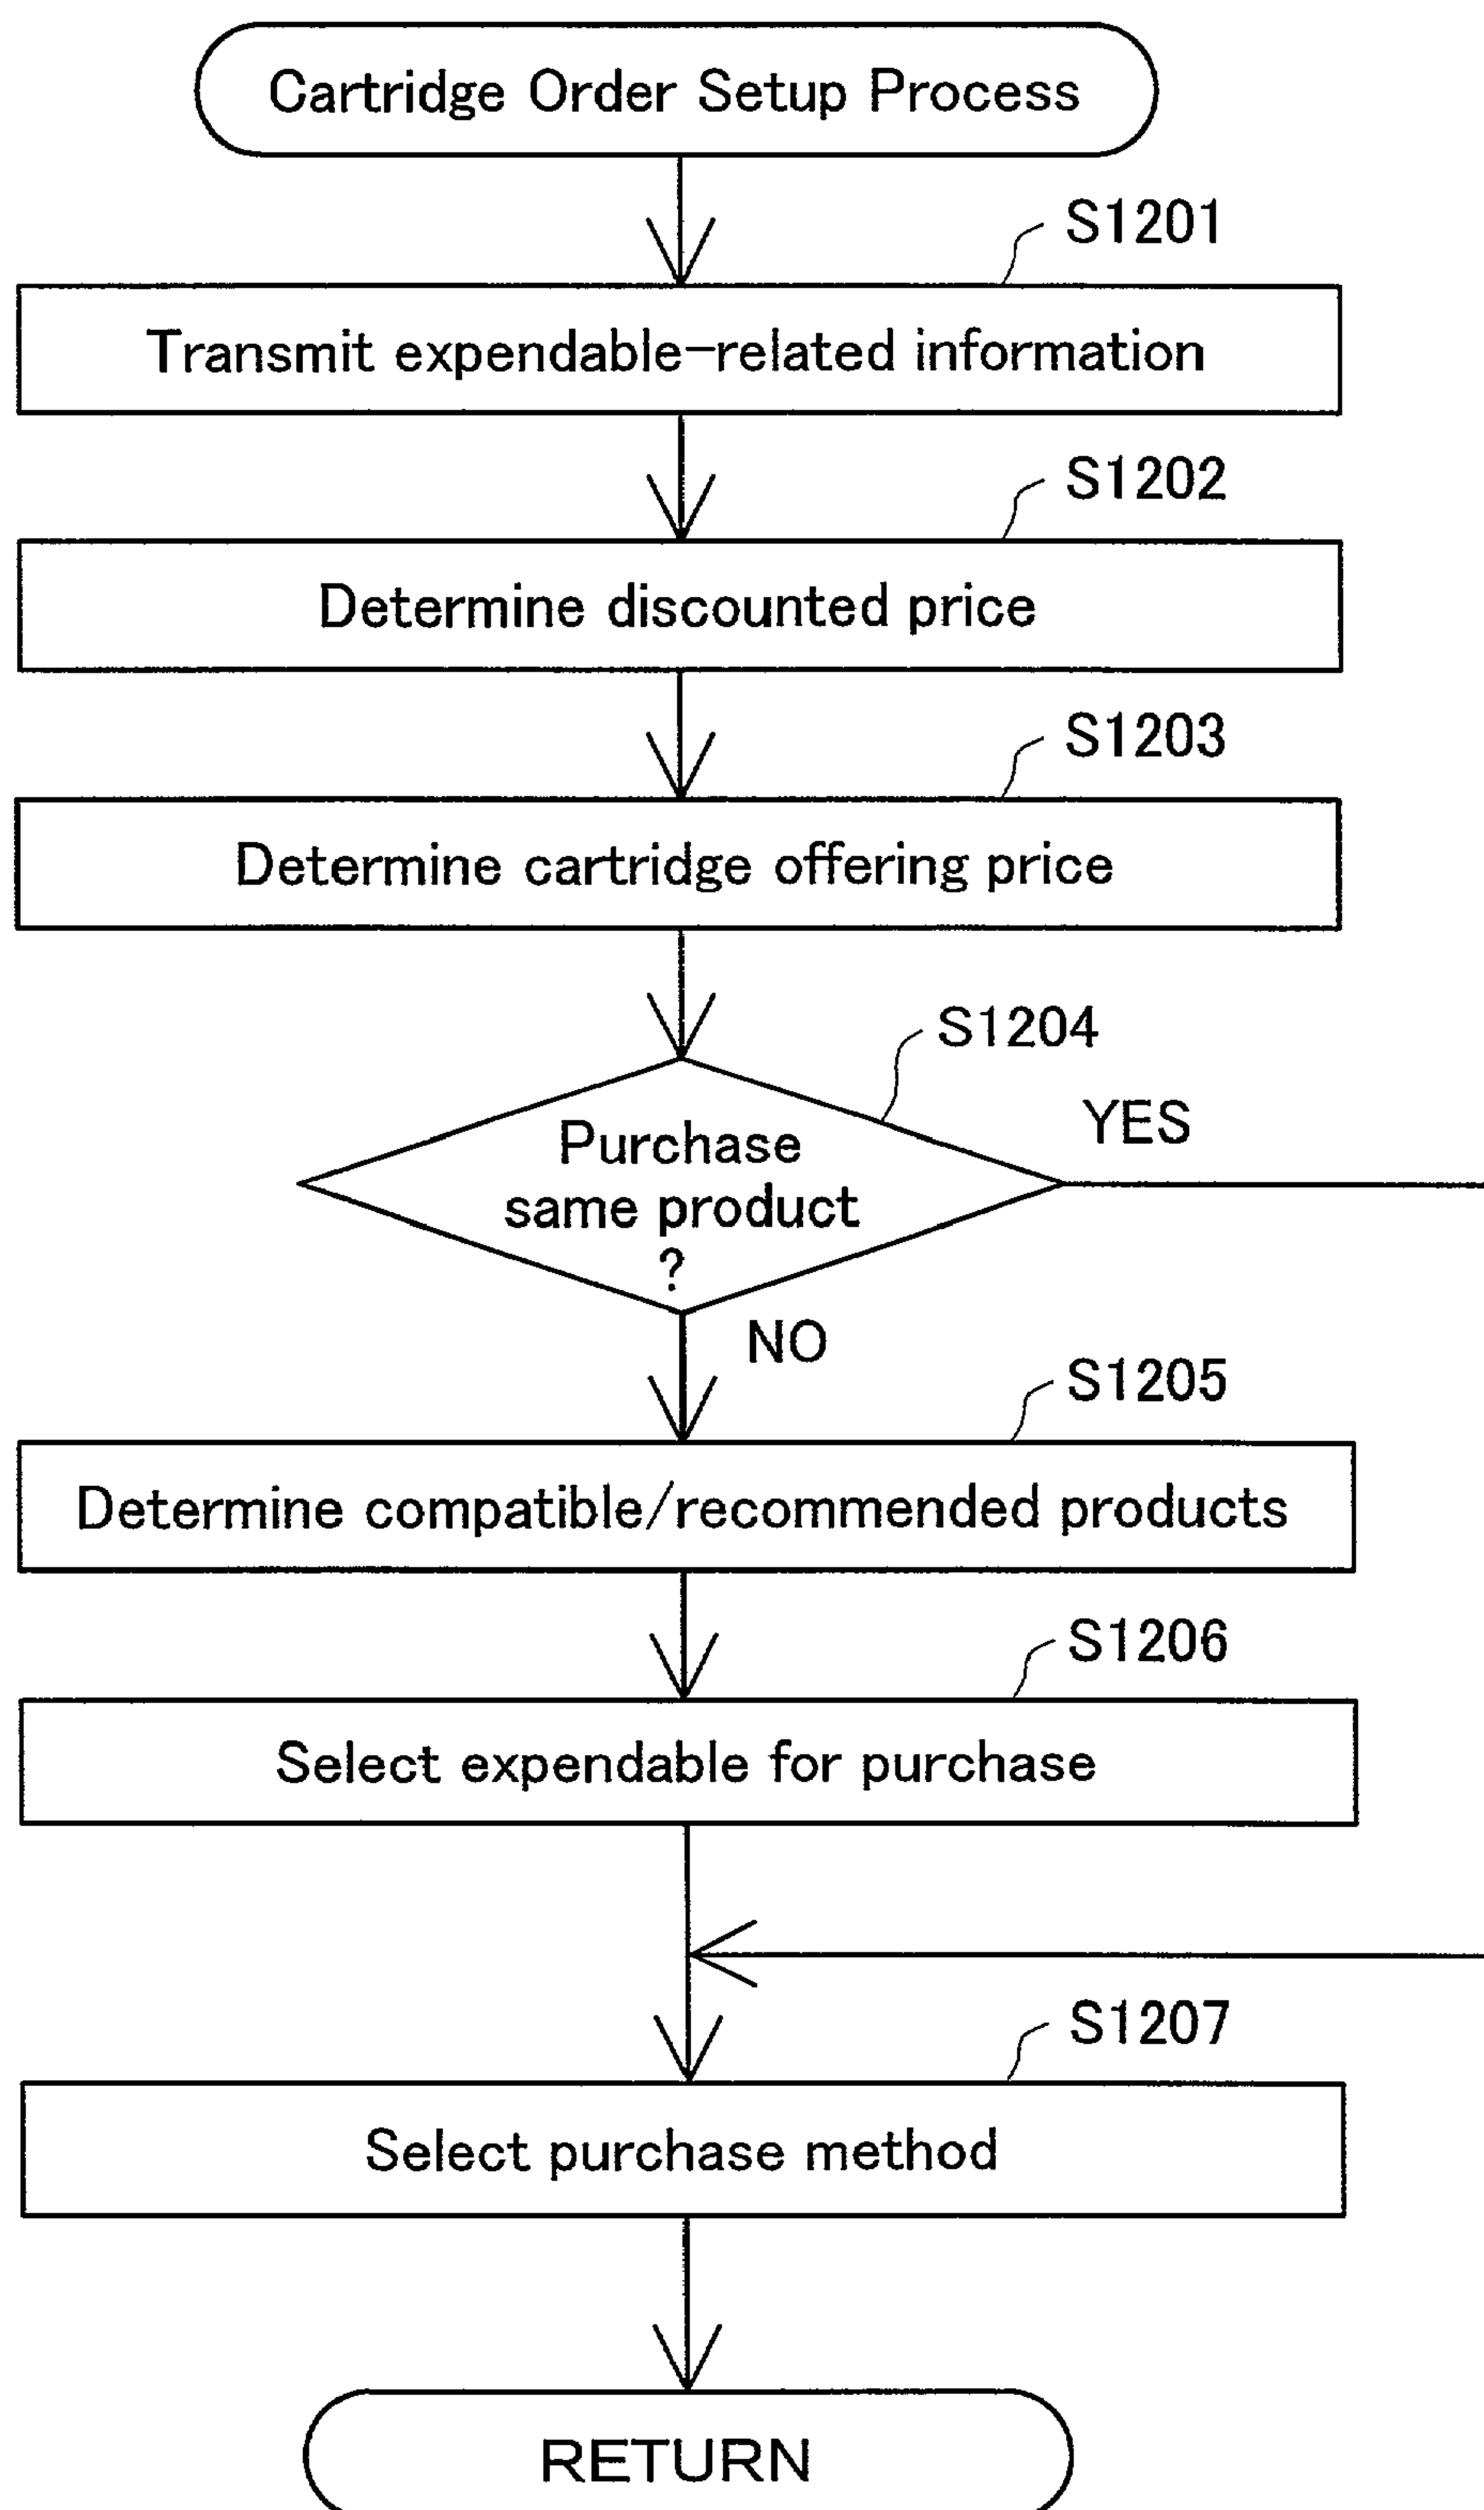 Cartridge Order Setup Process
S1201
Transmit expendable-related information
S1202
Determine discounted price
S1203
Determine cartridge offering price
S1204
YES
Purchase
same product
?
NO
S1205
Determine compatible/recommended products
S1206
Select expendable for purchase
S1207
Select purchase method
RETURN